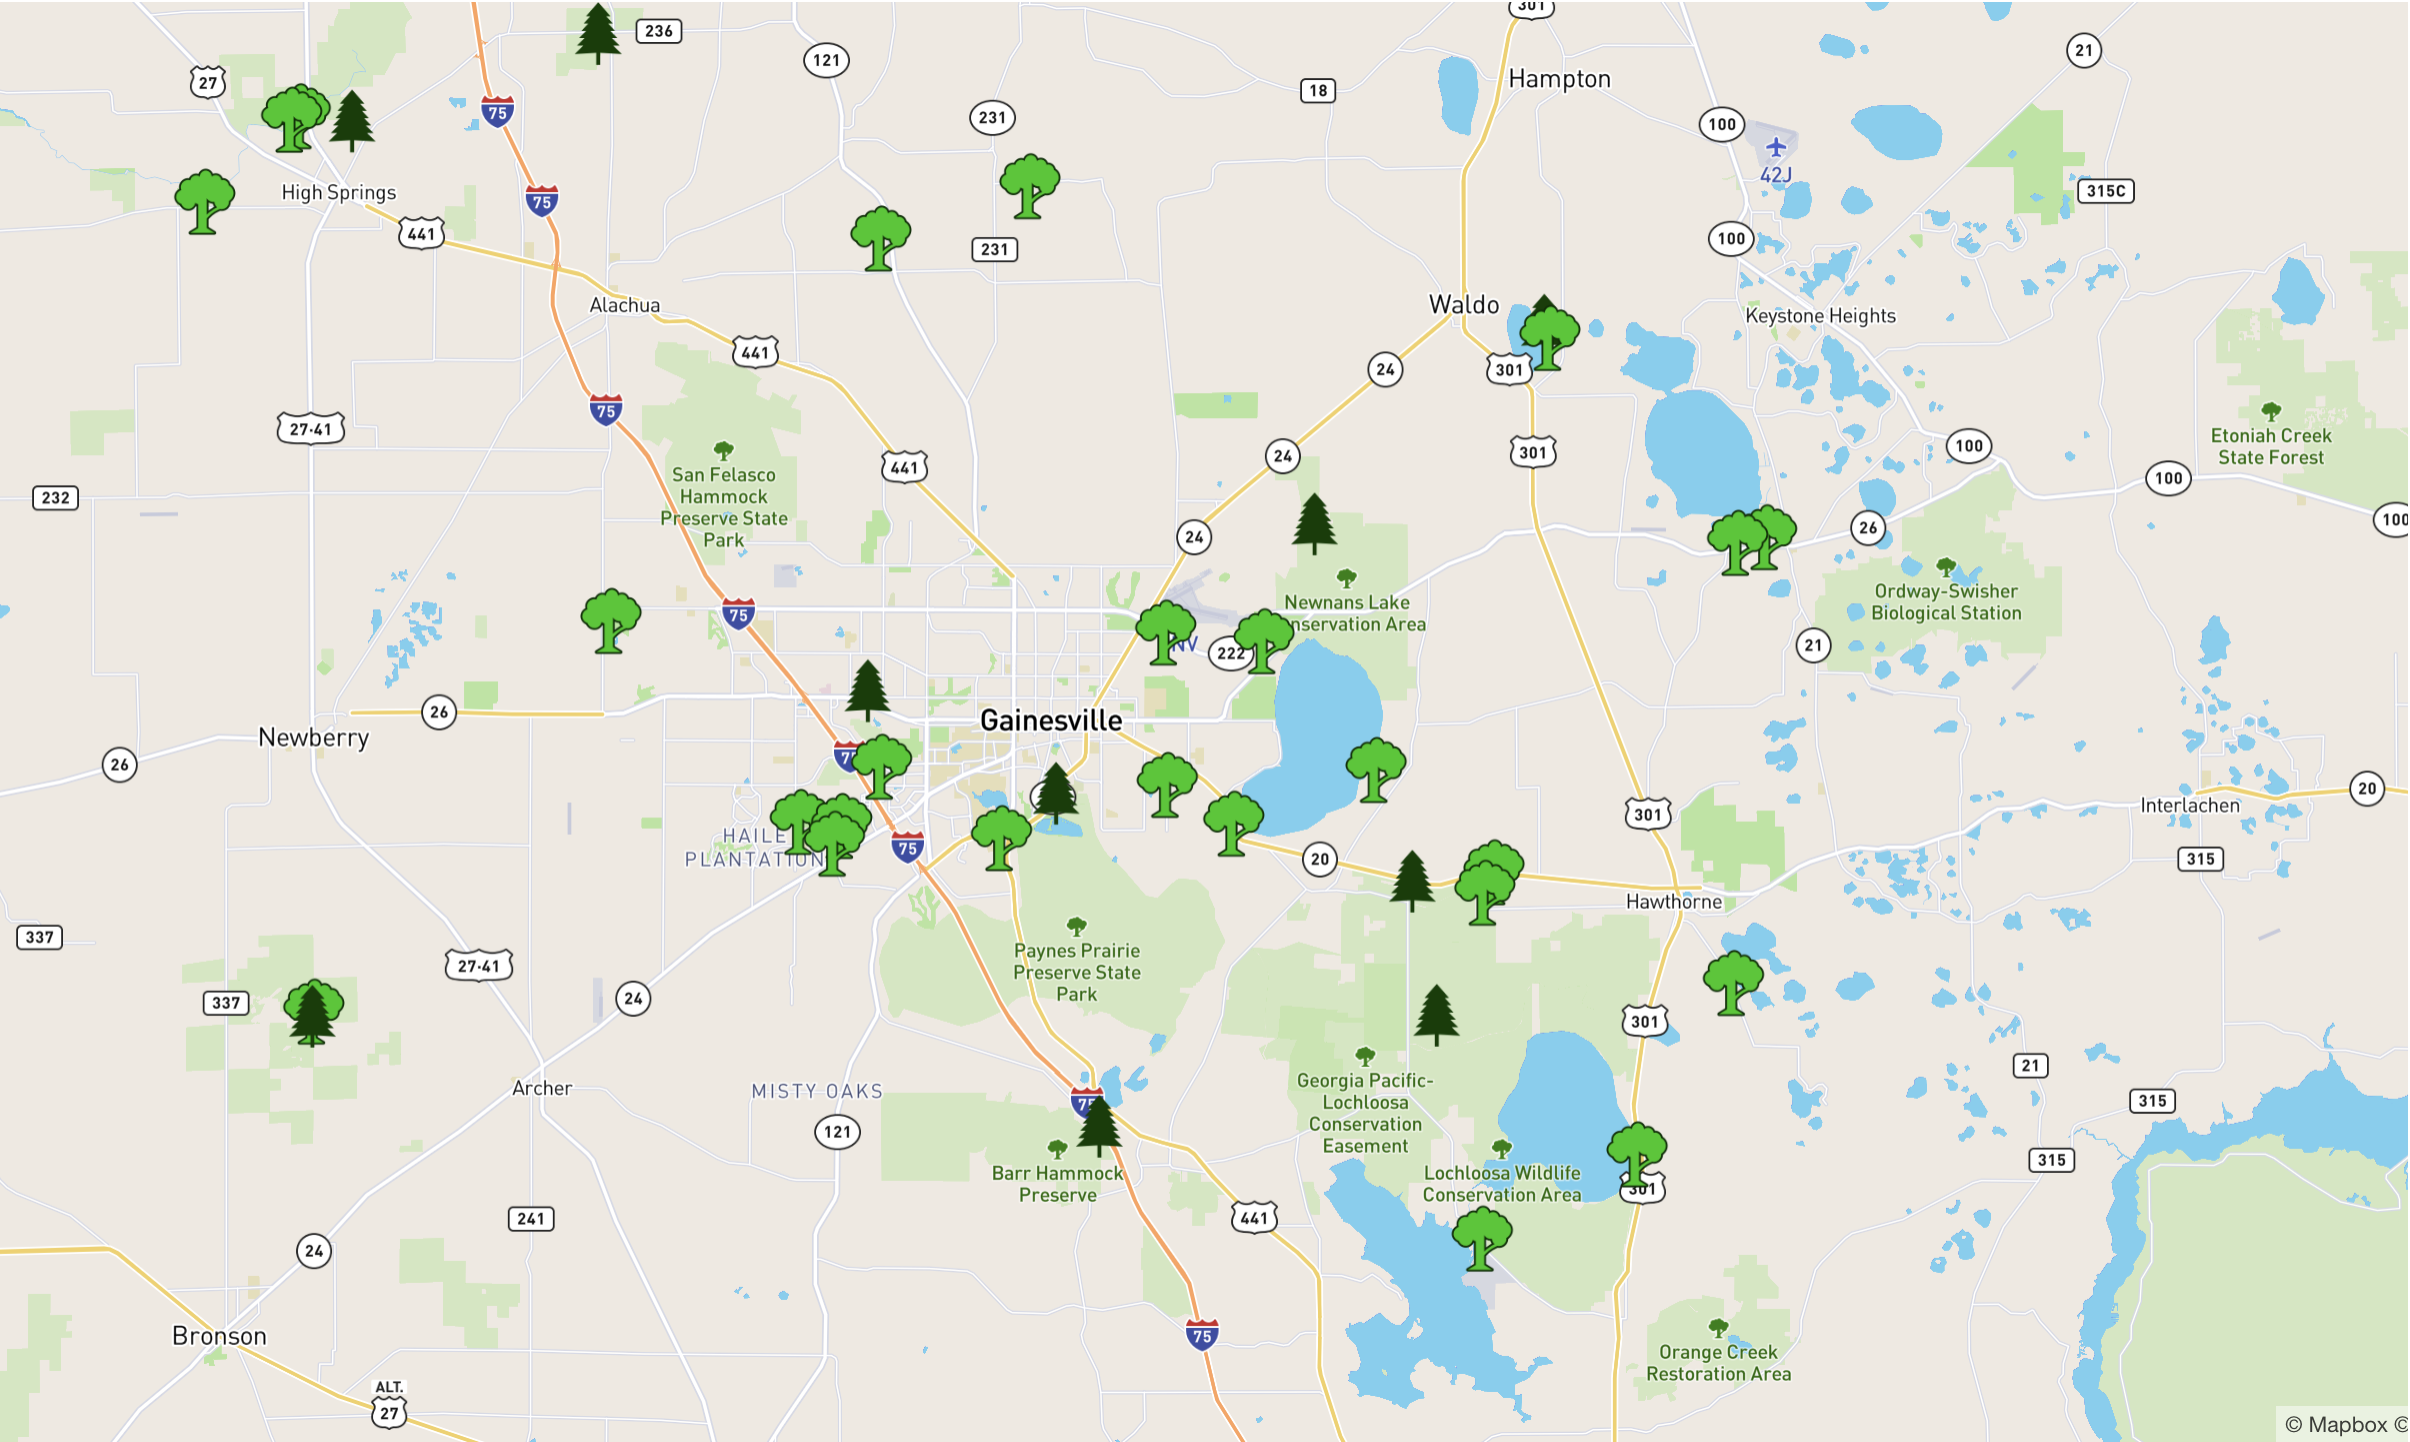 301
236
121
27
75
18
Hampton
21
231
100
42J
High Springs
75
315C
441
231
100
Alachua
Waldo
Keystone Heights
441
24
301
75
27·41
441
24
301
100
Etoniah Creek
State Forest
San Felasco
Hammock
Preserve State
Park
232
100
100
24
26
Newnans Lake
nservation Area
Ordway-Swisher
Biological Station
75
NV
222
21
26
Gainesville
Newberry
26
75
301
Interlachen
20
HAILE
PLANTATION
75
20
315
Hawthorne
337
27·41
Paynes Prairie
Preserve State
Park
337
24
301
Georgia Pacific-
Lochloosa
Conservation
Easement
21
Archer
MISTY OAKS
75
315
121
Barr Hammock
Preserve
Lochloosa Wildlife
Conservation Area
315
301
241
441
24
Bronson
75
Orange Creek
Restoration Area
ALT.
27
© Mapbox ©